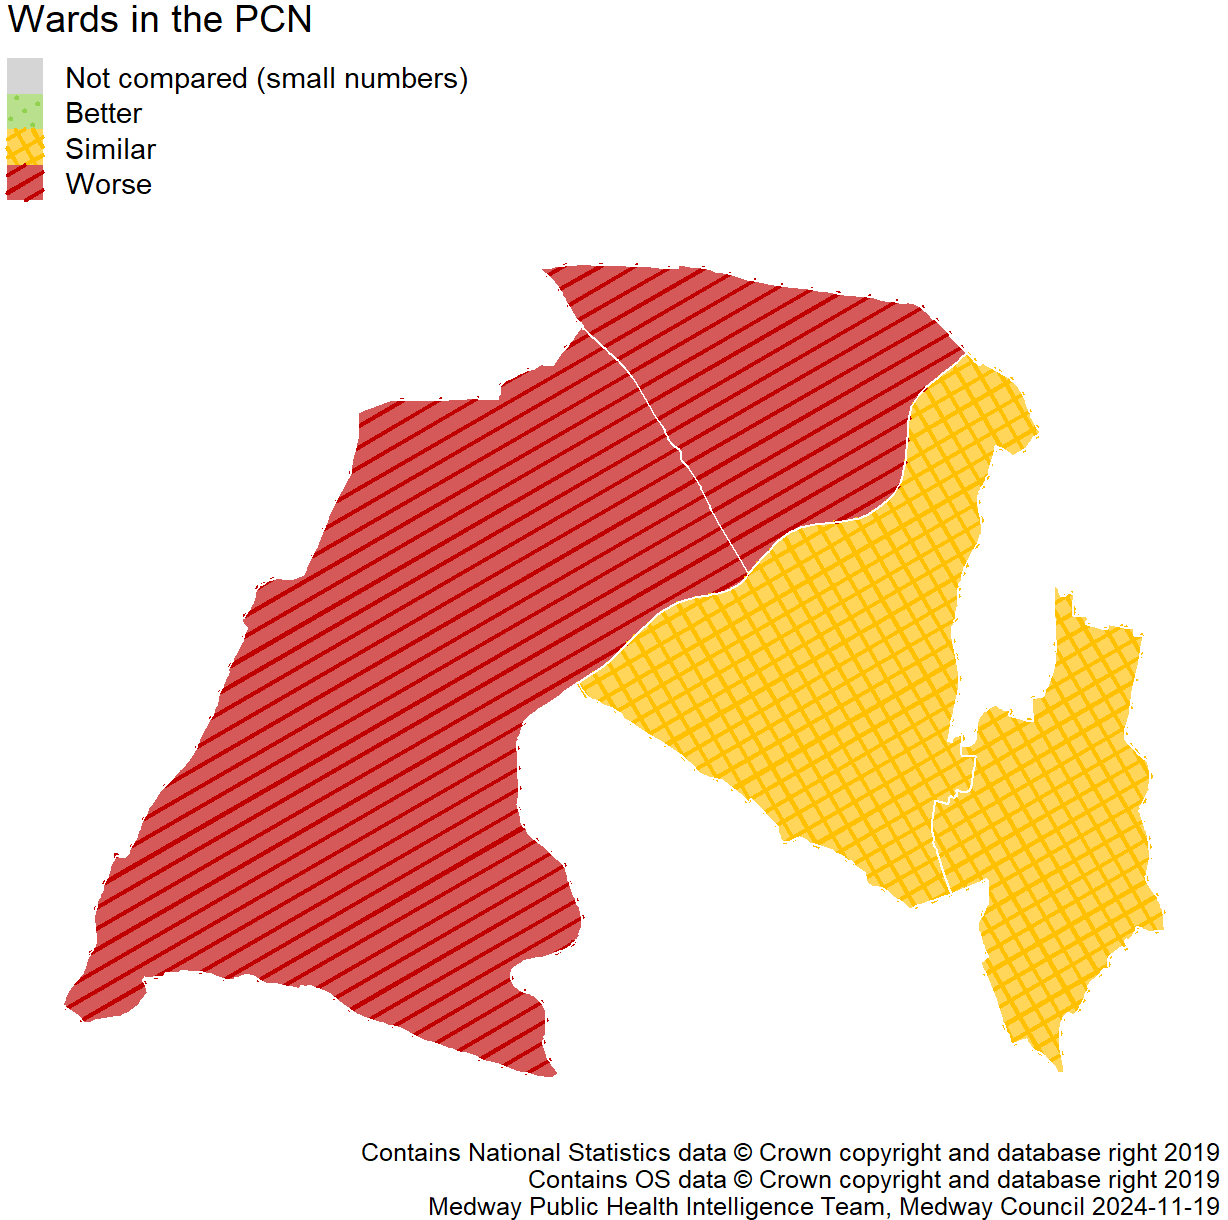 Wards in the PCN
Not compared (small numbers)
Better
Similar
Worse
Contains National Statistics data © Crown copyright and database right 2019
Contains OS data © Crown copyright and database right 2019
Medway Public Health Intelligence Team, Medway Council 2024-11-19